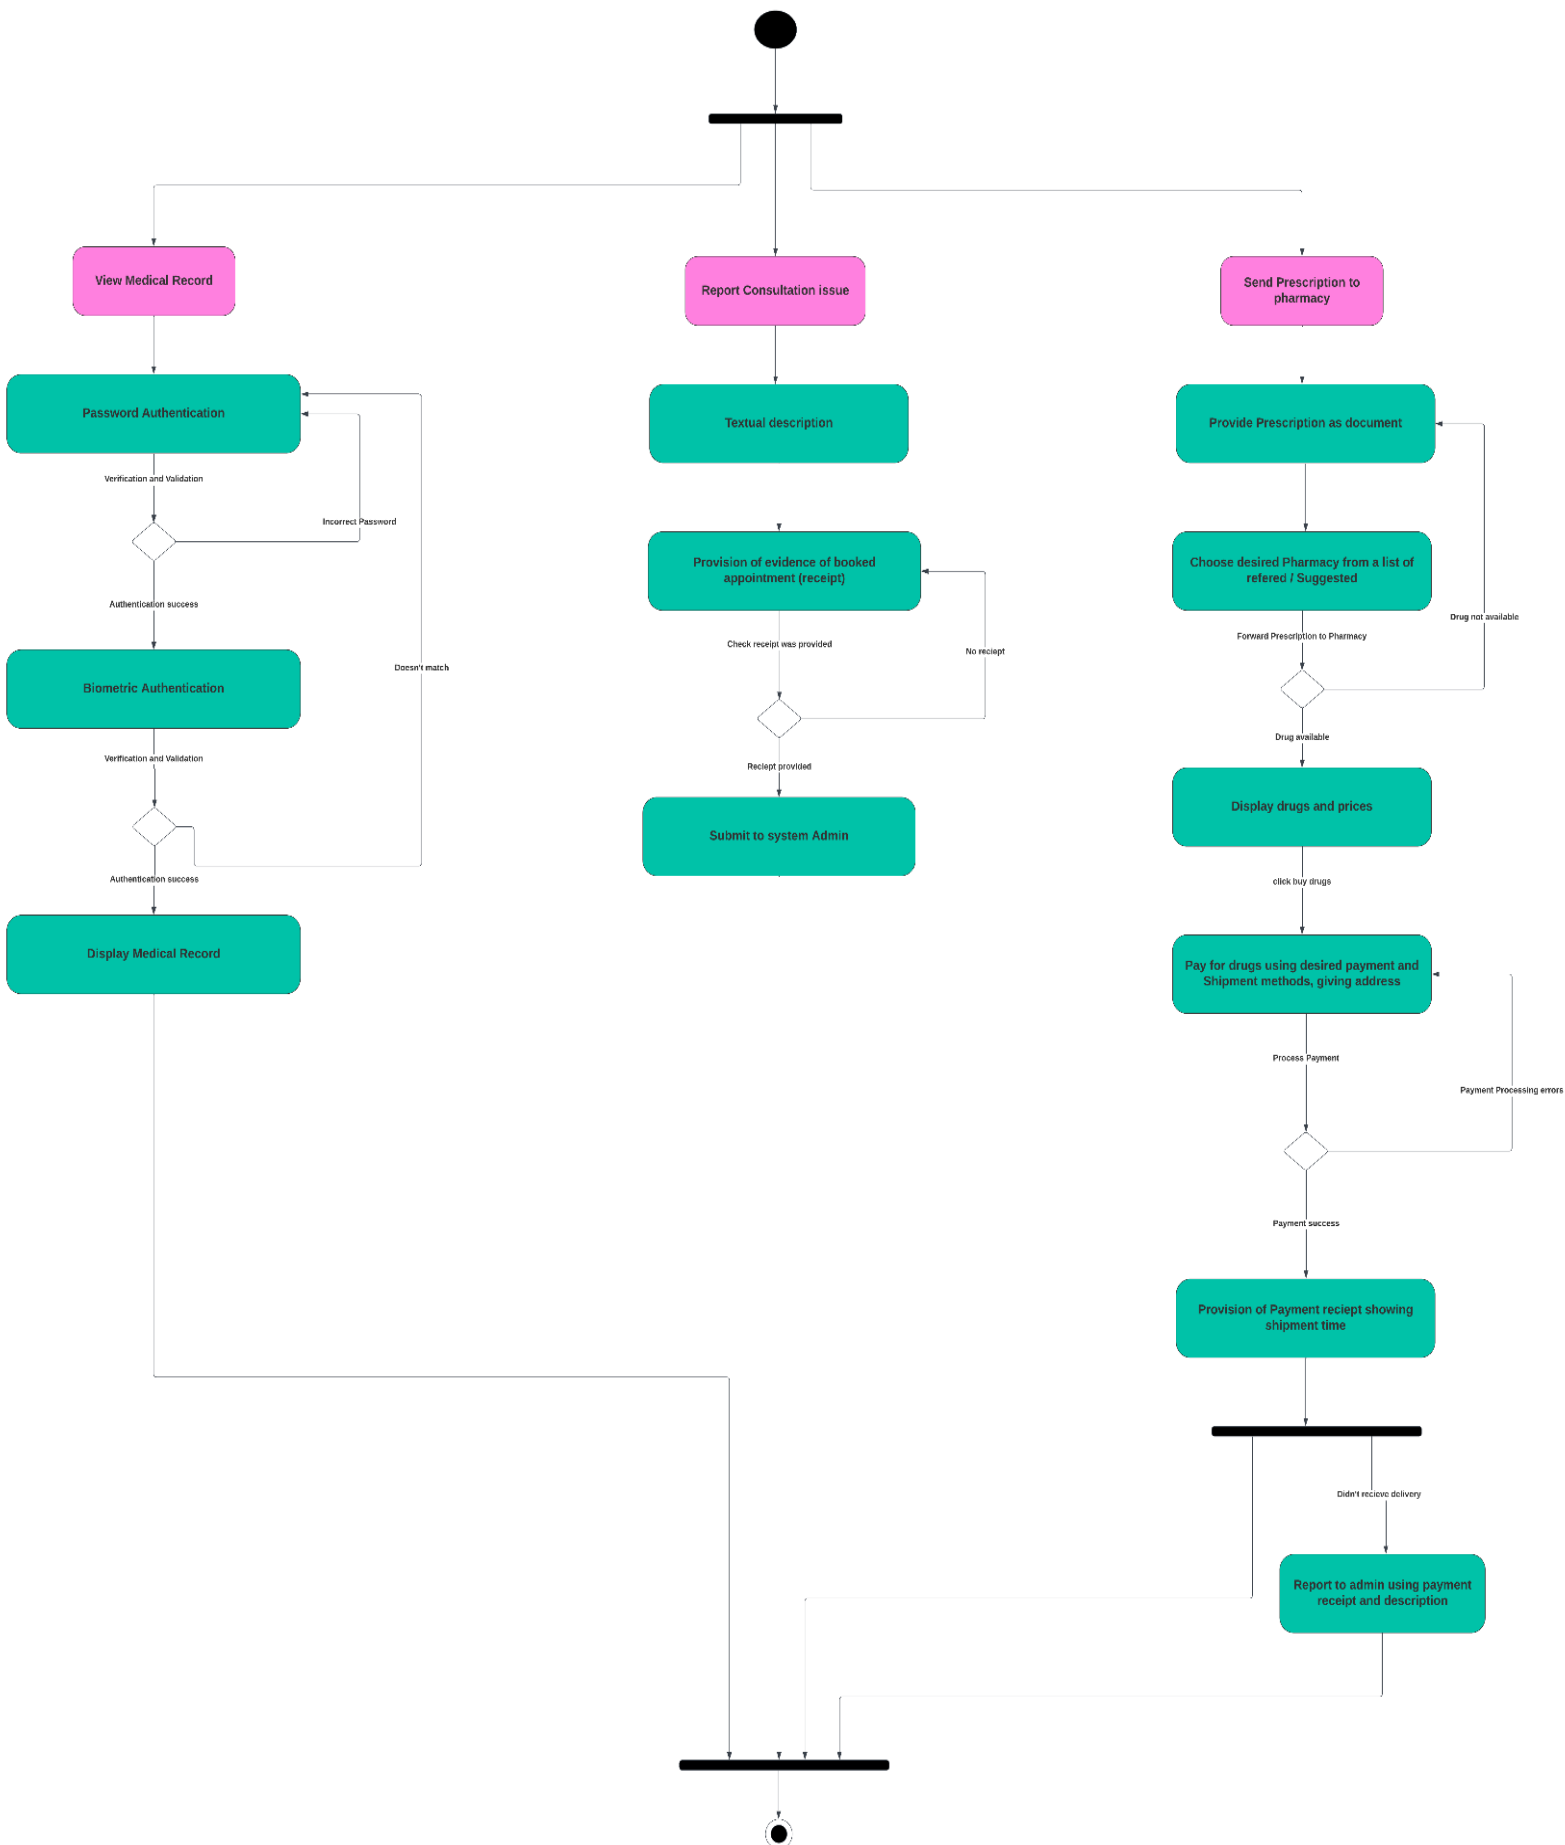 View Medical Record
Report Consultation issue
Send Prescription to
pharmacy
Password Authentication
Textual description
Provide Prescription as document
Verification and Validation
Incorrect Password
Provision of evidence of booked
appointment (receipt)
Choose desired Pharmacy from a list of
refered / Suggested
Authentication success
Drug not available
Forward Prescription to Pharmacy
Check receipt was provided
No reciept
Doesn't match
Biometric Authentication
Drug available
Verification and Validation
Reciept provided
Display drugs and prices
Submit to system Admin
Authentication success
click buy drugs
Display Medical Record
Pay for drugs using desired payment and
Shipment methods, giving address
Process Payment
Payment Processing errors
Payment success
Provision of Payment reciept showing
shipment time
Didn't recieve delivery
Report to admin using payment
receipt and description